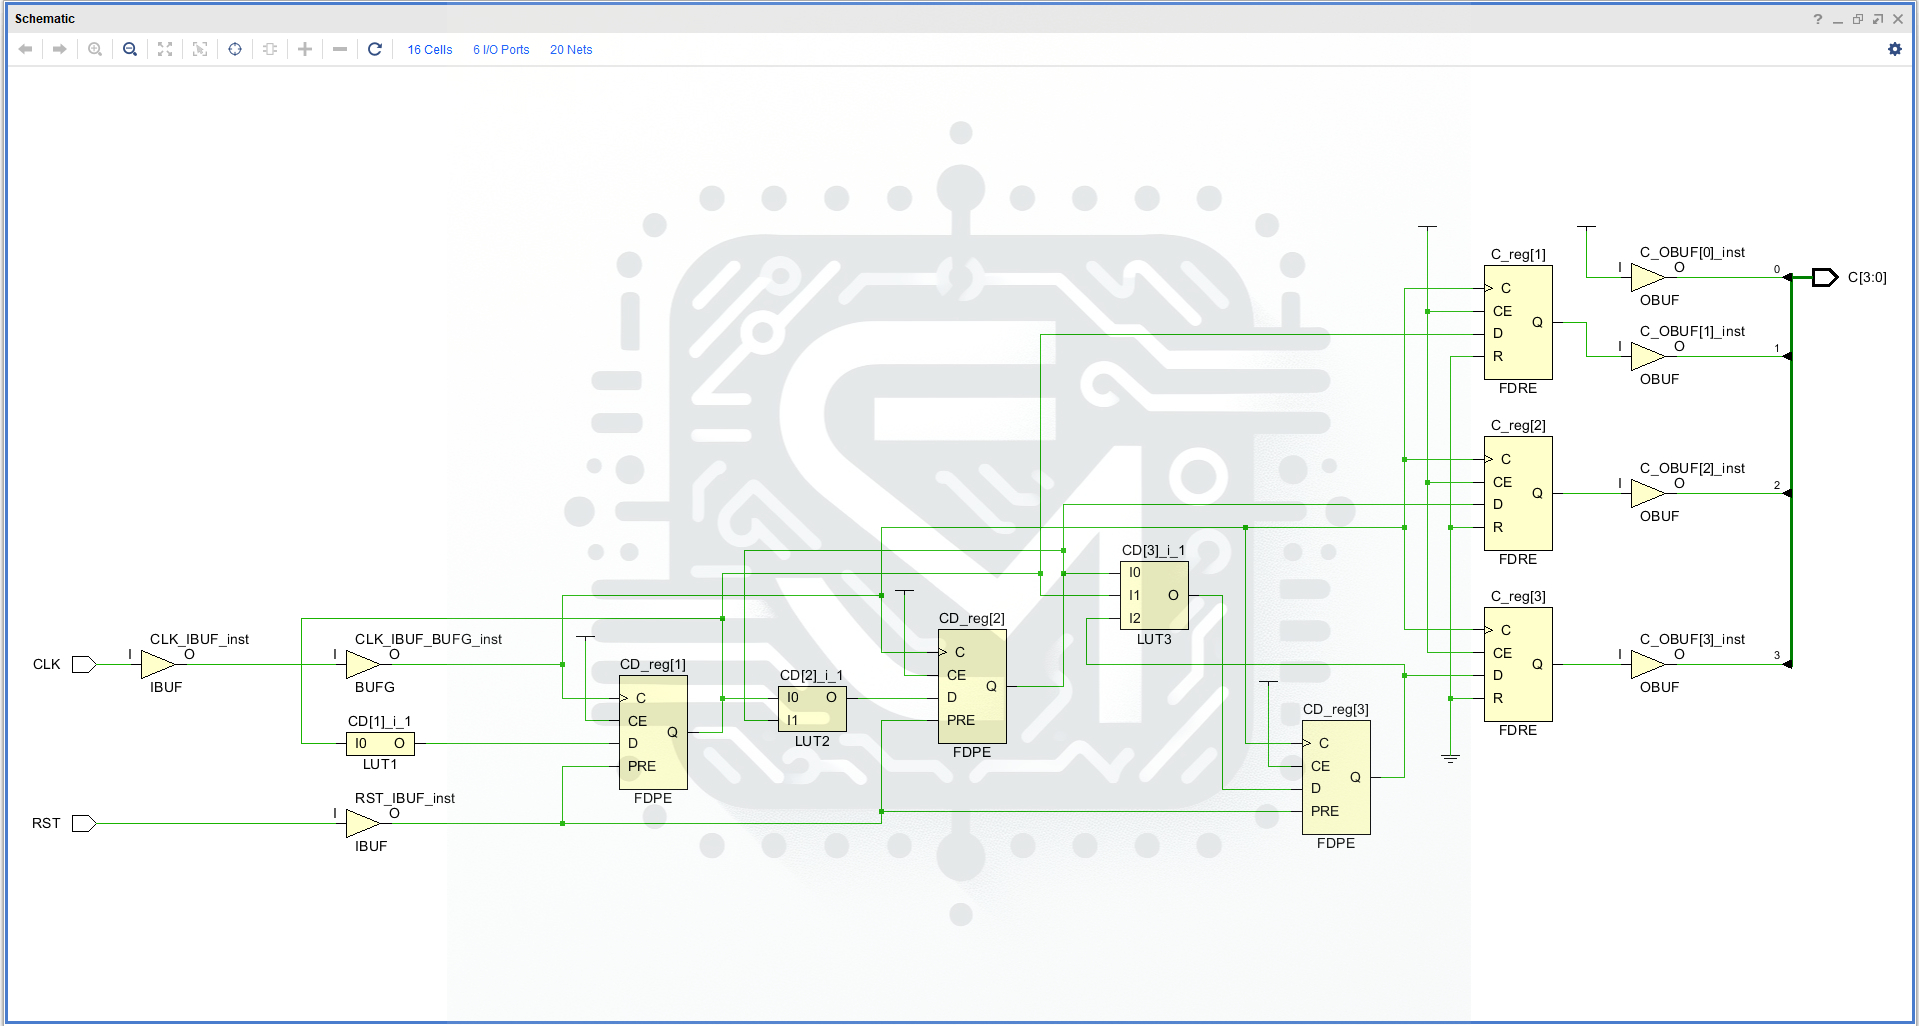 Schematic
16 Cells 6 I/O Ports 20 Nets
C_reg[1]
C
CE
D
R
Q
FDRE
C_OBUF[0]_inst
I O
OBUF
0
C[3:0]
C_OBUF[1]_inst
I O
OBUF
1
C_reg[2]
C
CE
D
R
Q
FDRE
C_OBUF[2]_inst
I O
OBUF
2
CD[3]_i_1
I0
I1
I2
O
LUT3
C_reg[3]
C
CE
D
R
Q
FDRE
C_OBUF[3]_inst
I O
OBUF
3
CLK
CLK_IBUF_inst
I O
IBUF
CLK_IBUF_BUFG_inst
I O
BUFG
CD_reg[1]
C
CE
D
PRE
Q
FDPE
CD[2]_i_1
I0 O
I1
LUT2
CD_reg[2]
C
CE
D
PRE
Q
FDPE
CD[1]_i_1
I0 O
LUT1
CD_reg[3]
C
CE
D
PRE
Q
FDPE
RST
RST_IBUF_inst
I O
IBUF